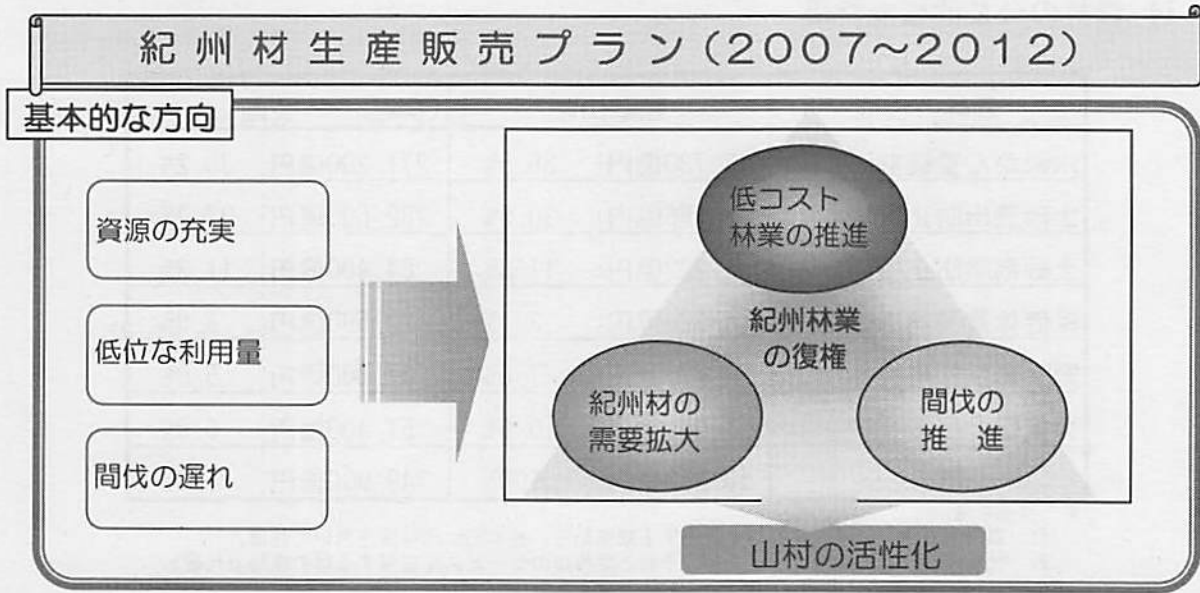 紀州材生産販売プラン(2007~2012)
基本的な方向
資源の充実
低位な利用量
間伐の遅れ
低コスト
林業の推進
紀州林業
の復権
紀州材の
需要拡大
間伐の
推 進
山村の活性化